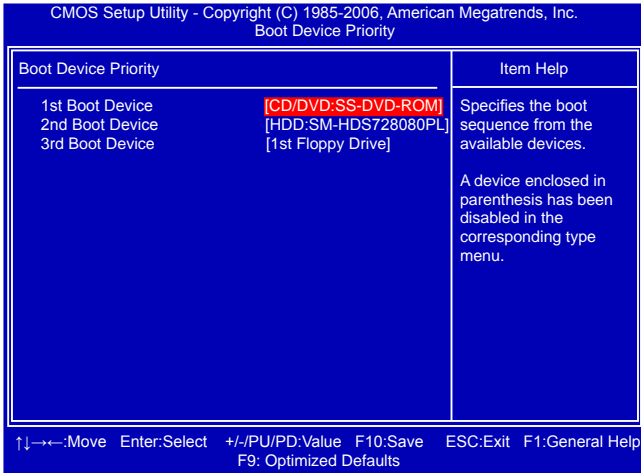 CMOS Setup Utility - Copyright (C) 1985-2006, American Megatrends, Inc.
Boot Device Priority
Boot Device Priority
Item Help
1st Boot Device [CD/DVD:SS-DVD-ROM]
2nd Boot Device [HDD:SM-HDS728080PL]
3rd Boot Device [1st Floppy Drive]
Specifies the boot
sequence from the
available devices.
A device enclosed in
parenthesis has been
disabled in the
corresponding type
menu.
↑↓→←:Move Enter:Select +/-/PU/PD:Value F10:Save ESC:Exit F1:General Help
F9: Optimized Defaults